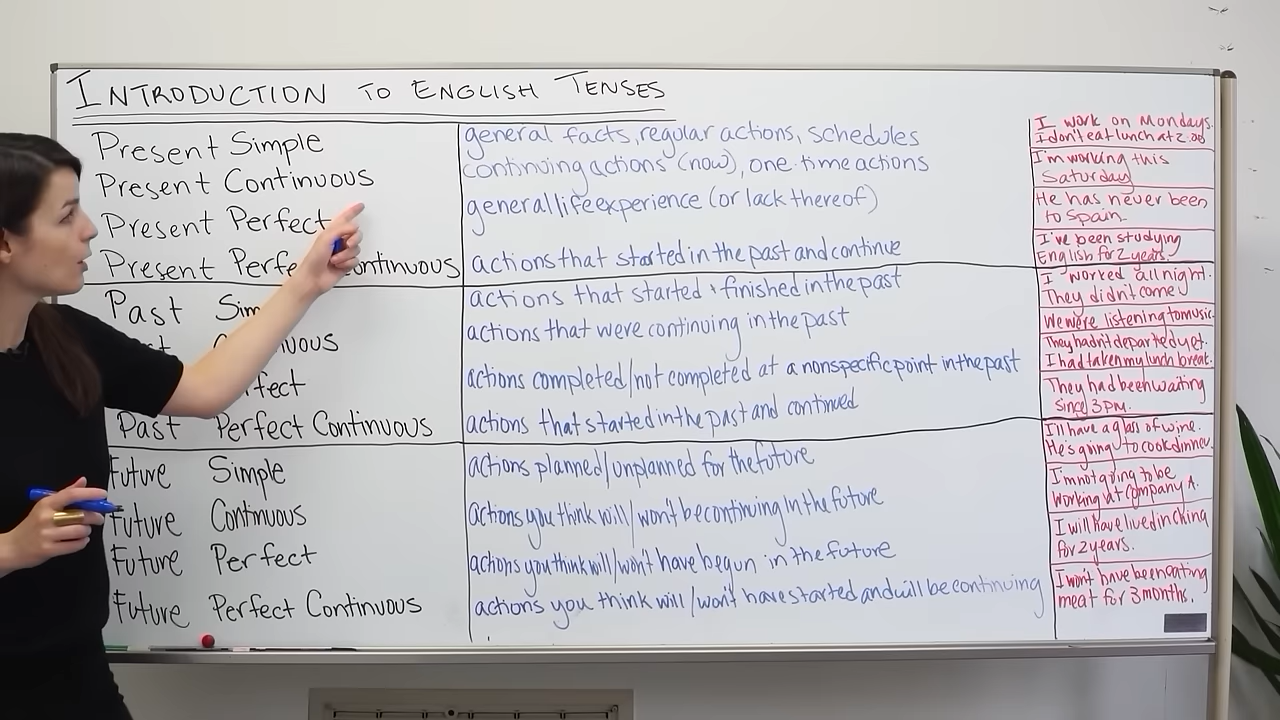 INTRODUCTION TO ENGLISH TENSES
Present Simple
general facts, regular actions, schedules
I work on Mondays.
I don't eat lunch at 2.00
Present Continuous
continuing actions (now), one-time actions
I'm working this
Saturday
Present Perfect
general life experience (or lack thereof)
He has never been
to Spain.
Present Perfe ontinuous
actions that started in the past and continue
I've been studying
English for 2 years.
Past Sim
actions that started + finished in the past
I worked all night.
They didn't come
nuous
actions that were continuing in the past
We were listening to music
rfect
actions completed/not completed at a nonspecific point in the past
They hadn't departed yet.
I had taken my lunch break.
Past Perfect Continuous
actions that started in the past and continued
They had been waiting
since 3 PM.
Future Simple
actions planned/unplanned for the future
I'll have a glass of wine.
He's going to cook dinner.
Future Continuous
actions you think will/won't be continuing in the future
I'm not going to be
working at Company A.
Future Perfect
actions you think will/won't have begun in the future
I will have lived in China
for 2 years.
Future Perfect Continuous
actions you think will/won't have started and will be continuing
I won't have been eating
meat for 3 months.